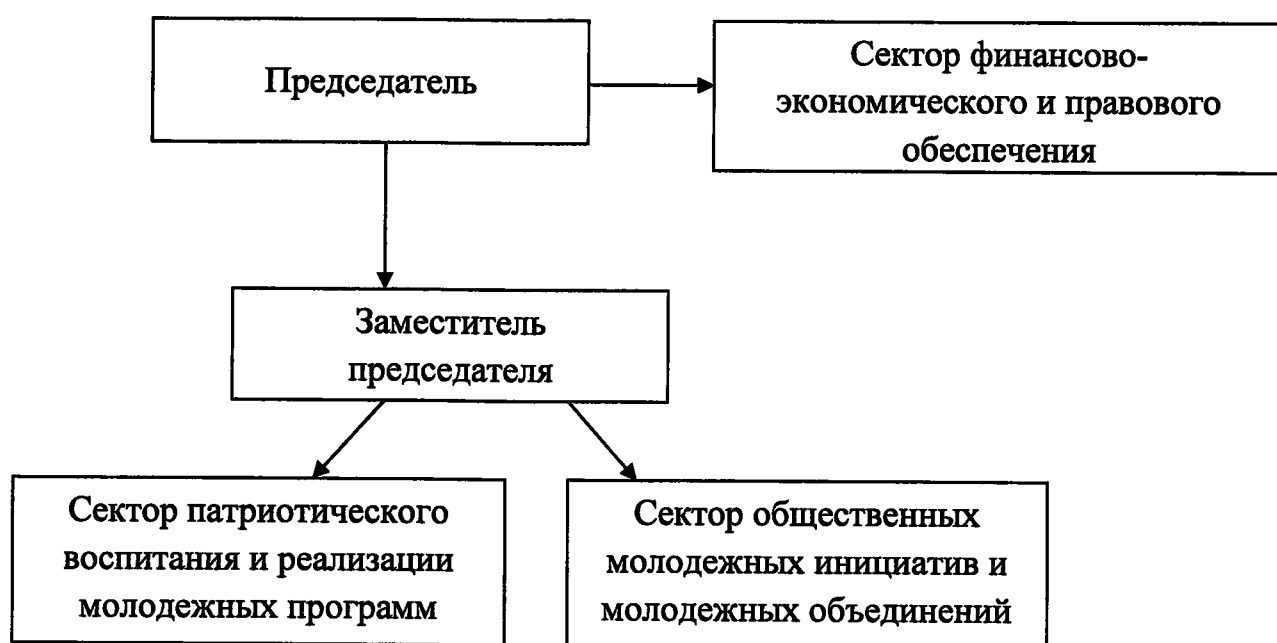 Председатель
Сектор финансово-
экономического и правового
обеспечения
Заместитель
председателя
Сектор патриотического
воспитания и реализации
молодежных программ
Сектор общественных
молодежных инициатив и
молодежных объединений